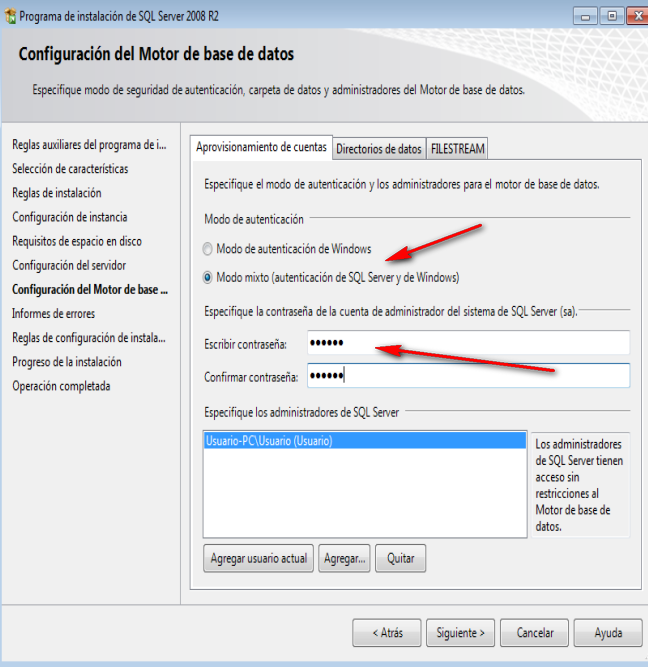 Programa de instalación de SQL Server 2008 R2
Configuración del Motor de base de datos
Especifique modo de seguridad de autenticación, carpeta de datos y administradores del Motor de base de datos.
Reglas auxiliares del programa de i...
Selección de características
Reglas de instalación
Configuración de instancia
Requisitos de espacio en disco
Configuración del servidor
Configuración del Motor de base ...
Informes de errores
Reglas de configuración de instala...
Progreso de la instalación
Operación completada
Aprovisionamiento de cuentas Directorios de datos FILESTREAM
Especifique el modo de autenticación y los administradores para el motor de base de datos.
Modo de autenticación
Modo de autenticación de Windows
Modo mixto (autenticación de SQL Server y de Windows)
Especifique la contraseña de la cuenta de administrador del sistema de SQL Server (sa).
Escribir contraseña: ●●●●●●
Confirmar contraseña: ●●●●●●
Especifique los administradores de SQL Server
Usuario-PC\Usuario (Usuario)
Los administradores
de SQL Server tienen
acceso sin
restricciones al
Motor de base de
datos.
Agregar usuario actual Agregar... Quitar
< Atrás Siguiente > Cancelar Ayuda